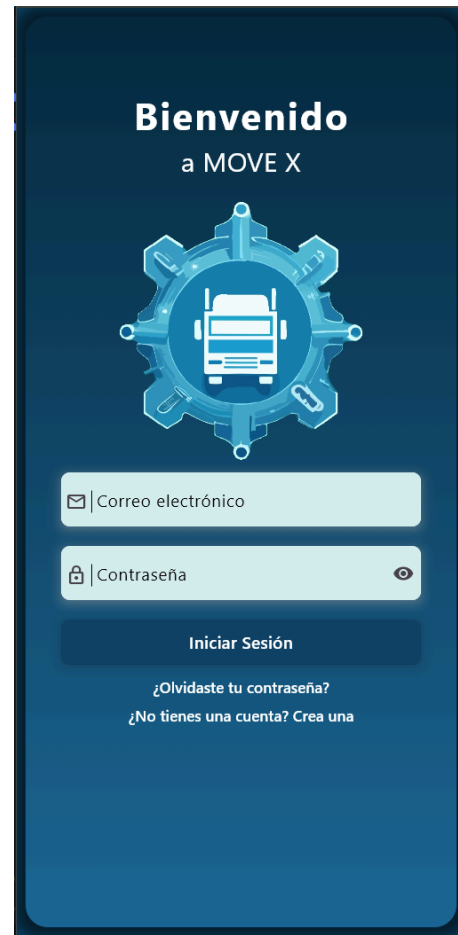 Bienvenido
a MOVE X
Correo electrónico
Contraseña
Iniciar Sesión
¿Olvidaste tu contraseña?
¿No tienes una cuenta? Crea una